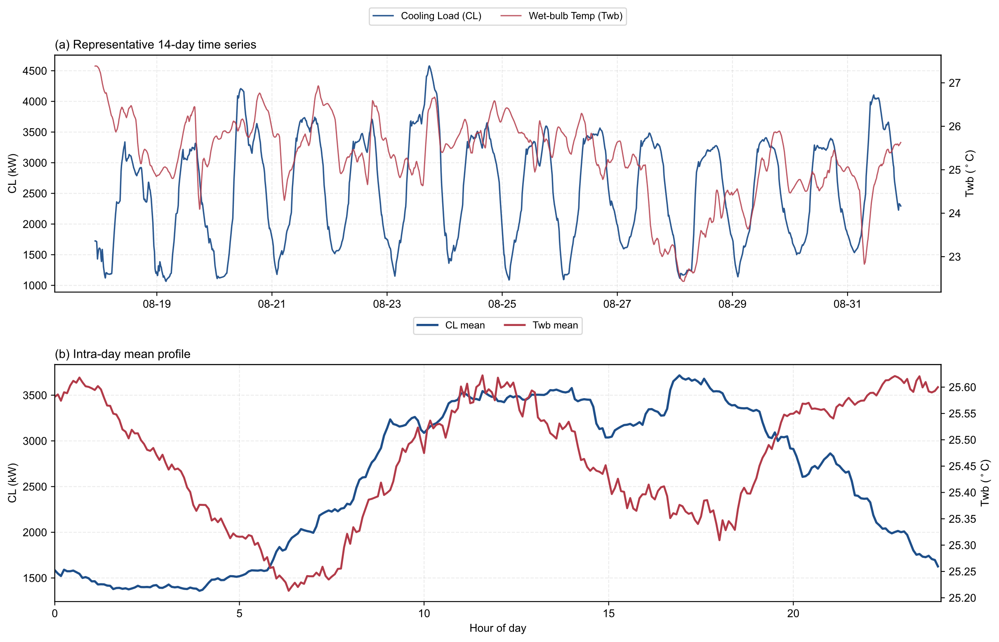 Cooling Load (CL) Wet-bulb Temp (Twb)
(a) Representative 14-day time series
CL (kW)
4500
4000
3500
3000
2500
2000
1500
1000
27
26
25
24
23
Twb (°C)
08-19 08-21 08-23 08-25 08-27 08-29 08-31
CL mean Twb mean
(b) Intra-day mean profile
CL (kW)
3500
3000
2500
2000
1500
25.60
25.55
25.50
25.45
25.40
25.35
25.30
25.25
25.20
Twb (°C)
0 5 10 15 20
Hour of day